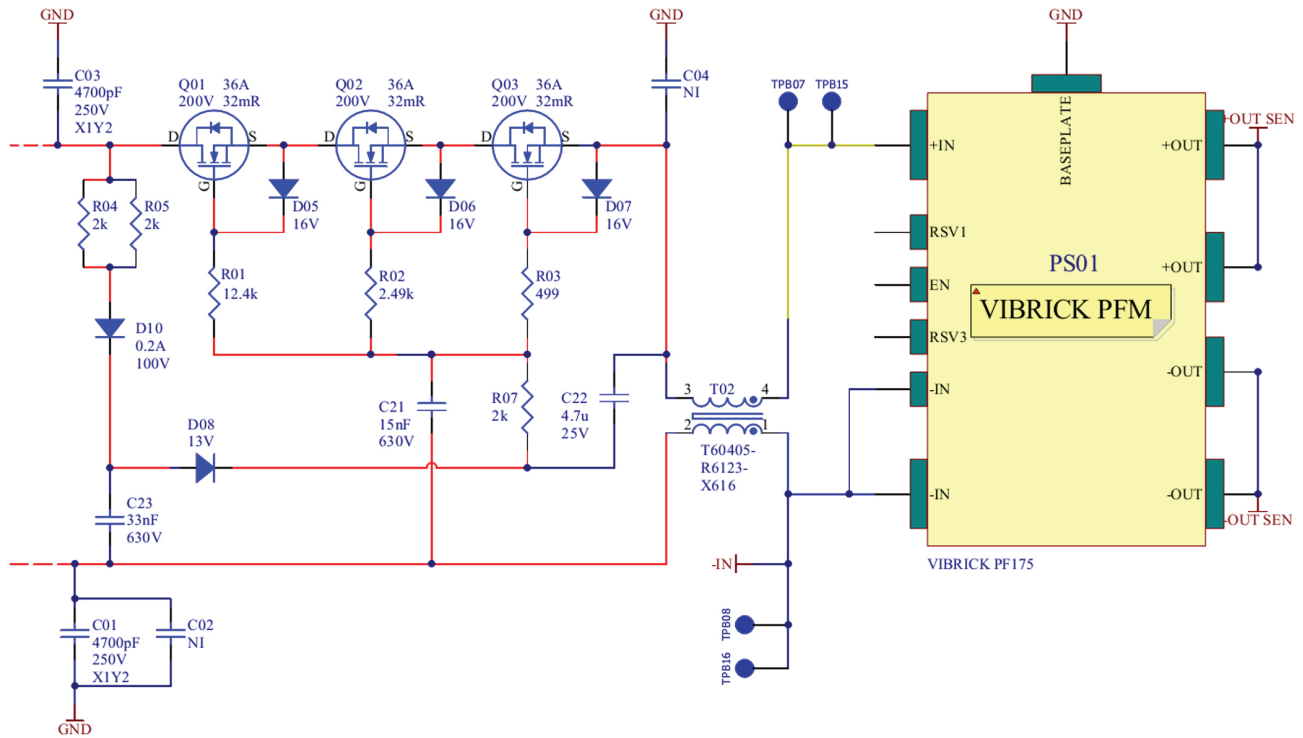 GND
GND
GND
C03
4700pF
250V
X1Y2
Q01 36A
200V 32mR
Q02 36A
200V 32mR
Q03 36A
200V 32mR
C04
NI
TPB07
TPB15
D S
D S
D S
G
G
G
BASEPLATE
+OUT SEN
+IN
+OUT
R04
2k
R05
2k
D05
16V
D06
16V
D07
16V
RSV1
+OUT
PS01
R01
12.4k
R02
2.49k
R03
499
EN
VIBRICK PFM
D10
0.2A
100V
RSV3
-OUT
-IN
3 T02 4
2 1
T60405-
R6123-
X616
C21
15nF
630V
R07
2k
C22
4.7u
25V
D08
13V
-IN
-OUT
-OUT SEN
C23
33nF
630V
-IN
VIBRICK PF175
C01
4700pF
250V
X1Y2
C02
NI
TPB08
TPB16
GND